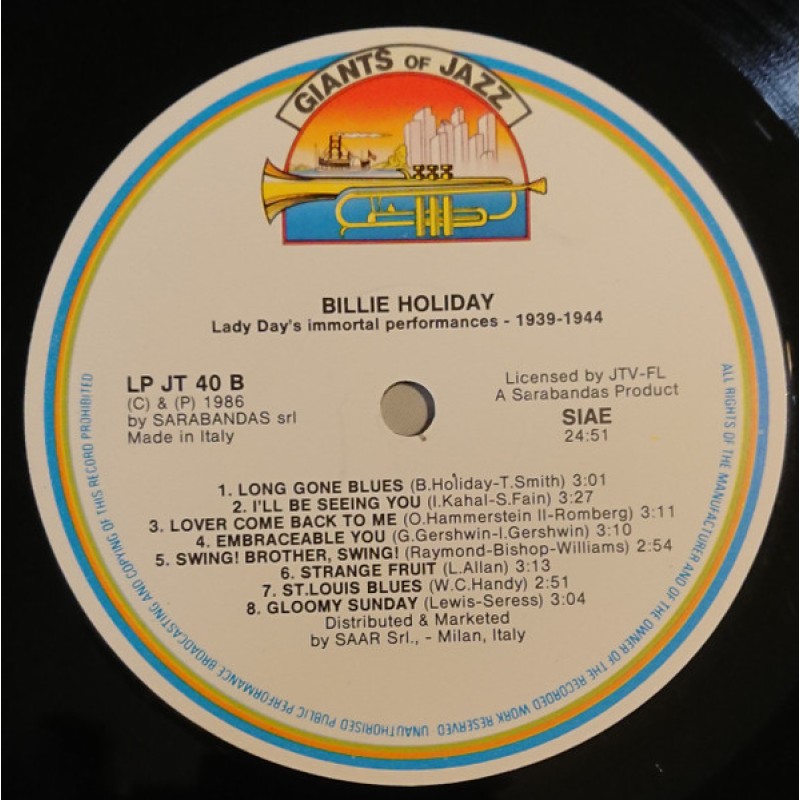 GIANTS OF JAZZ
BILLIE HOLIDAY
Lady Day's immortal performances - 1939-1944
LP JT 40 B
(C) & (P) 1986
by SARABANDAS srl
Made in Italy
Licensed by JTV-FL
A Sarabandas Product
SIAE
24:51
1. LONG GONE BLUES (B.Holiday-T.Smith) 3:01
2. I'LL BE SEEING YOU (I.Kahal-S.Fain) 3:27
3. LOVER COME BACK TO ME (O.Hammerstein II-Romberg) 3:11
4. EMBRACEABLE YOU (G.Gershwin-I.Gershwin) 3:10
5. SWING! BROTHER, SWING! (Raymond-Bishop-Williams) 2:54
6. STRANGE FRUIT (L.Allan) 3:13
7. ST.LOUIS BLUES (W.C.Handy) 2:51
8. GLOOMY SUNDAY (Lewis-Seress) 3:04
Distributed & Marketed
by SAAR Srl., - Milan, Italy
ALL RIGHTS OF THE MANUFACTURER AND OF THE OWNER OF THE RECORDED WORK RESERVED · UNAUTHORISED PUBLIC PERFORMANCE BROADCASTING AND COPYING OF THIS RECORD PROHIBITED